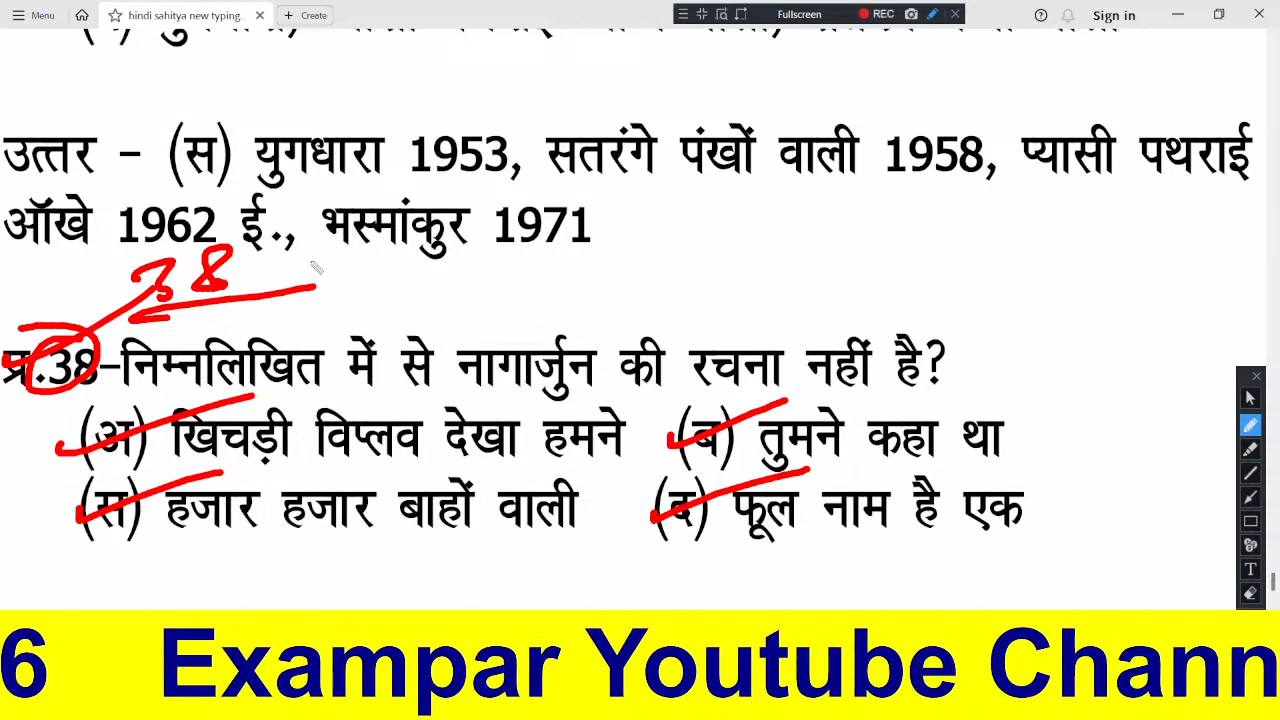 Menu
hindi sahitya new typing
Create
Fullscreen
REC
Sign in
उत्तर - (स) युगधारा 1953, सतरंगे पंखों वाली 1958, प्यासी पथराई
ऑखे 1962 ई., भस्मांकुर 1971
38
प्र.38-निम्नलिखित में से नागार्जुन की रचना नहीं है?
(अ) खिचड़ी विप्लव देखा हमने (ब) तुमने कहा था
(स) हजार हजार बाहों वाली (द) फूल नाम है एक
6 Exampar Youtube Chann